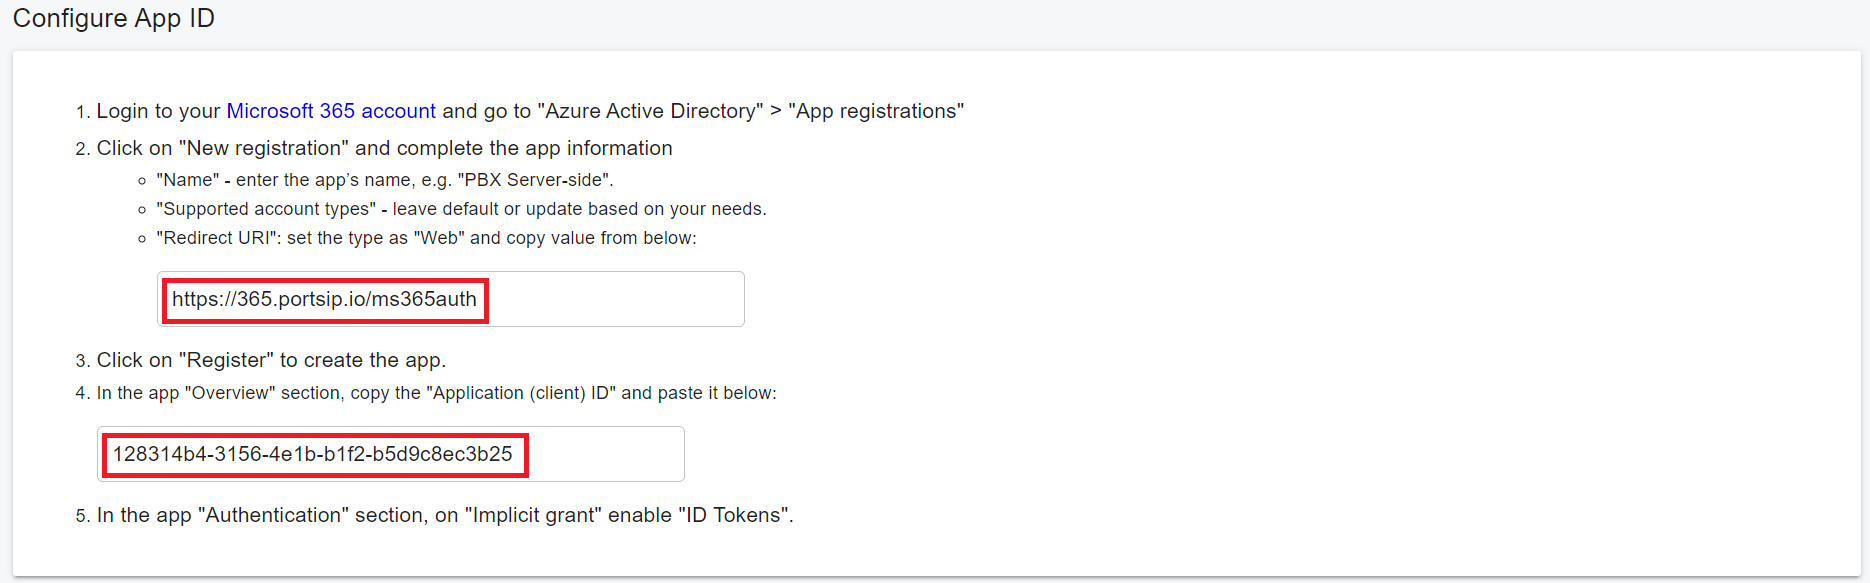 Configure App ID
1. Login to your Microsoft 365 account and go to "Azure Active Directory" > "App registrations"
2. Click on "New registration" and complete the app information
"Name" - enter the app’s name, e.g. "PBX Server-side".
"Supported account types" - leave default or update based on your needs.
"Redirect URI": set the type as "Web" and copy value from below:
https://365.portsip.io/ms365auth
3. Click on "Register" to create the app.
4. In the app "Overview" section, copy the "Application (client) ID" and paste it below:
128314b4-3156-4e1b-b1f2-b5d9c8ec3b25
5. In the app "Authentication" section, on "Implicit grant" enable "ID Tokens".